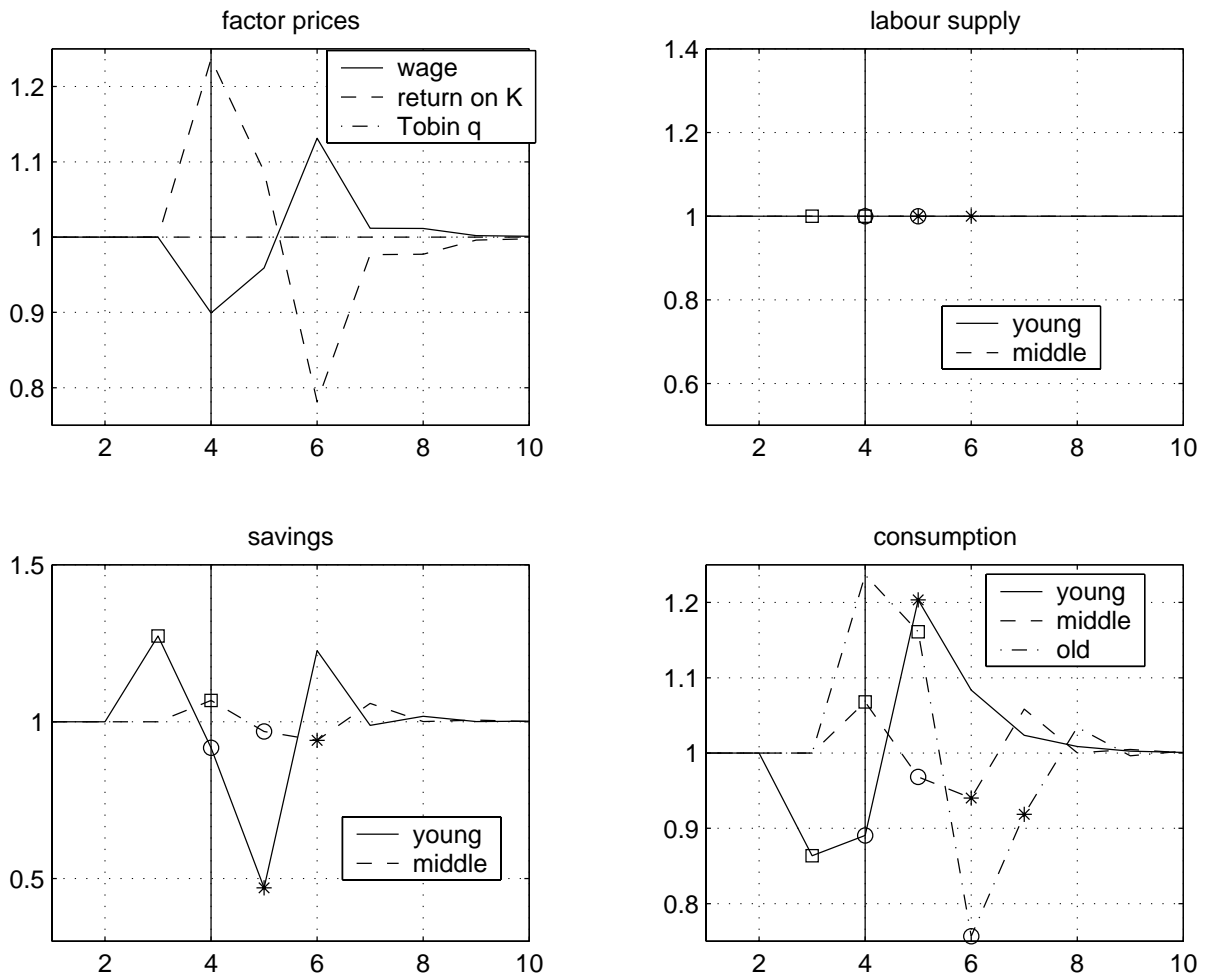 factor prices
1.2
1.1
1
0.9
0.8
2
4
6
8
10
wage
return on K
Tobin q
labour supply
1.4
1.2
1
0.8
0.6
2
4
6
8
10
young
middle
savings
1.5
1
0.5
2
4
6
8
10
young
middle
consumption
1.2
1.1
1
0.9
0.8
2
4
6
8
10
young
middle
old